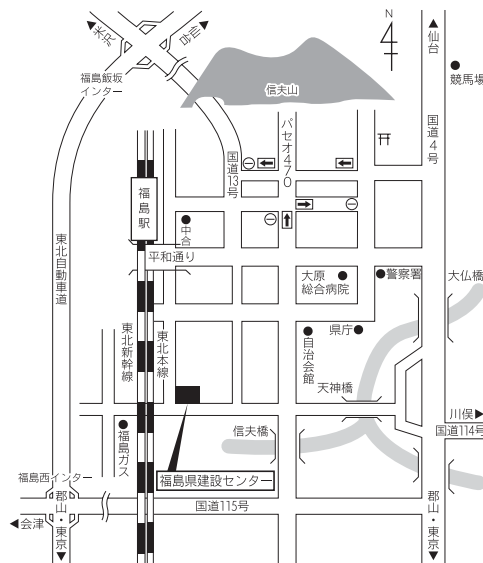 N
▲仙台
◀米沢
仙台▶
福島飯坂
インター
信夫山
競馬場
国道4号
パセオ470
国道13号
福島駅
中合
平和通り
東北自動車道
大原
総合病院
警察署
大仏橋
東北新幹線
東北本線
自治会館
県庁
天神橋
川俣▶
国道114号
福島ガス
信夫橋
福島西インター
福島県建設センター
国道115号
◀会津
郡山・東京▼
郡山・東京▼